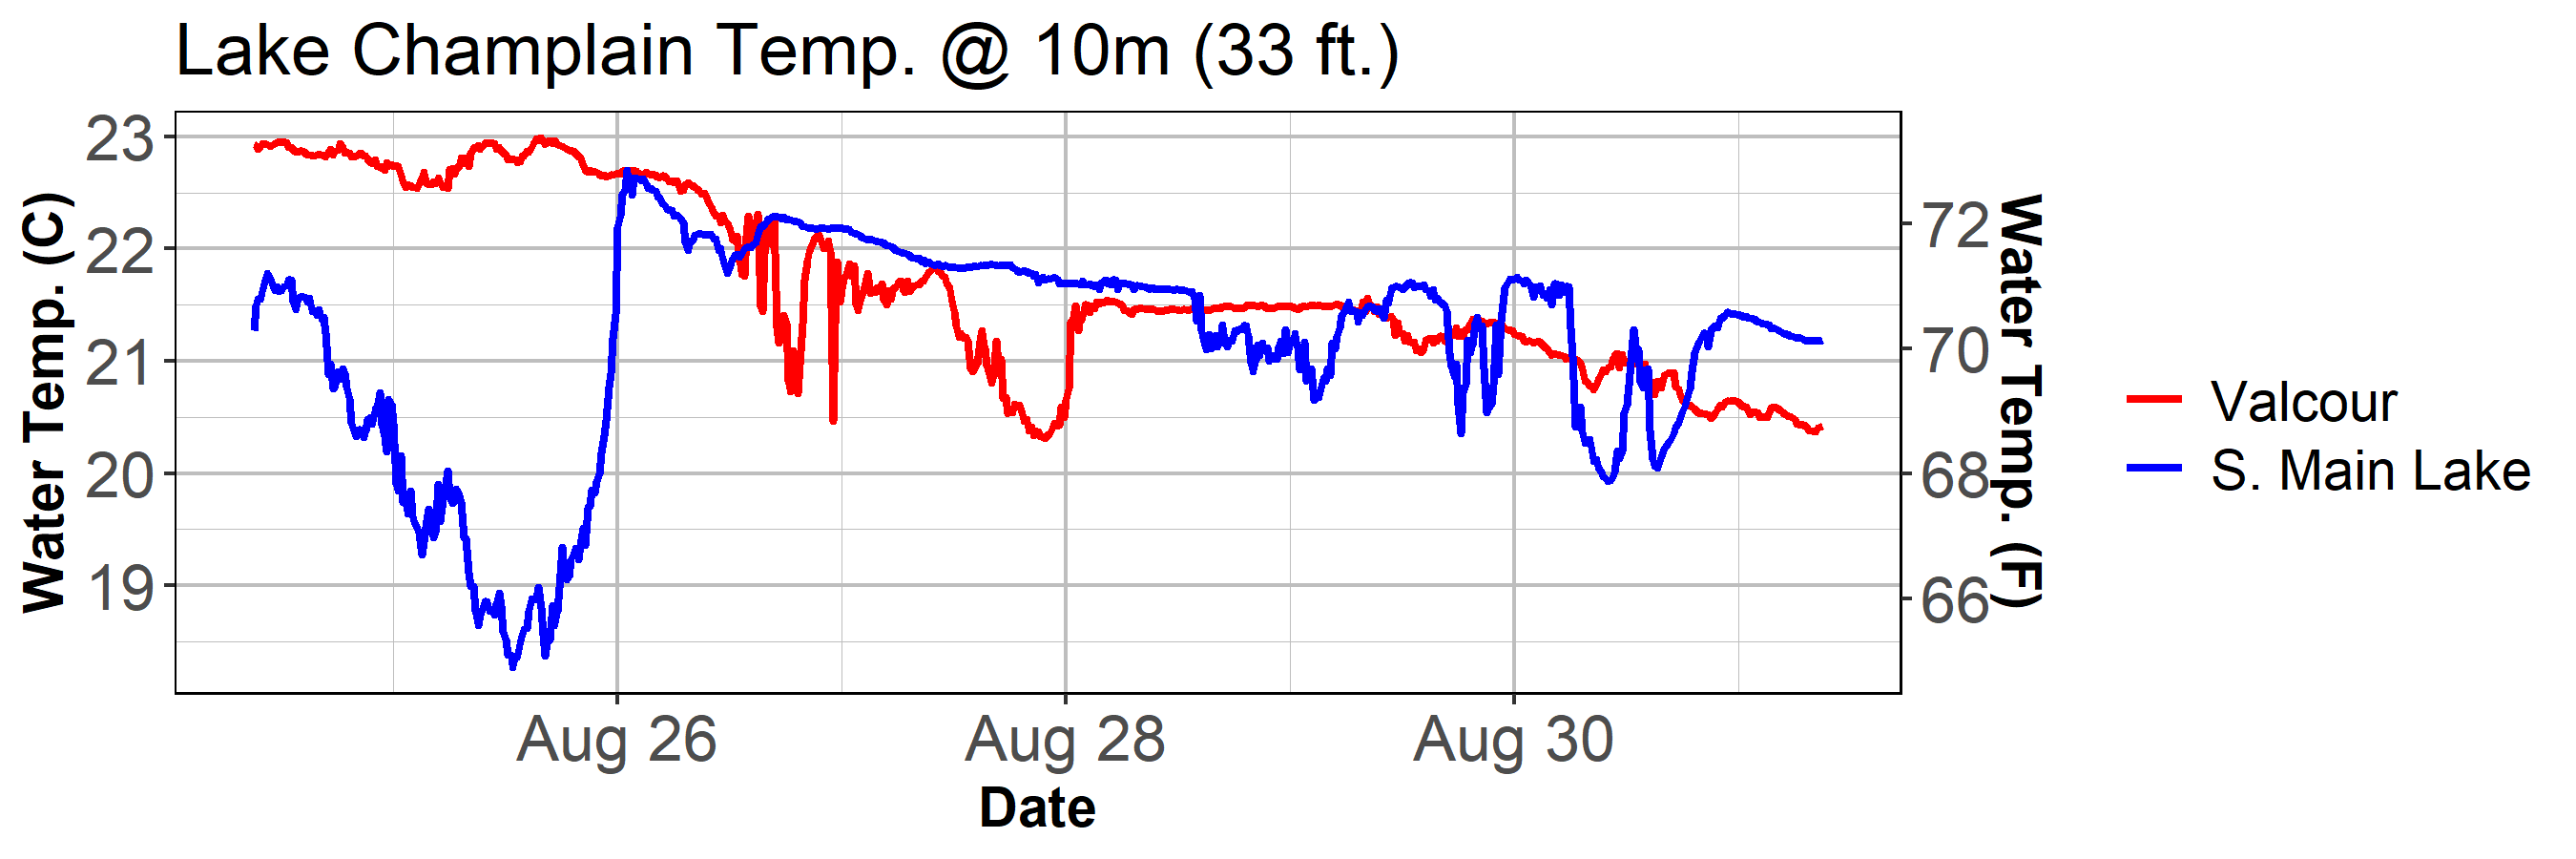 Lake Champlain Temp. @ 10m (33 ft.)
Water Temp. (C)
23
22
21
20
19
72
70
68
66
Water Temp. (F)
Aug 26
Aug 28
Aug 30
Date
Valcour
S. Main Lake